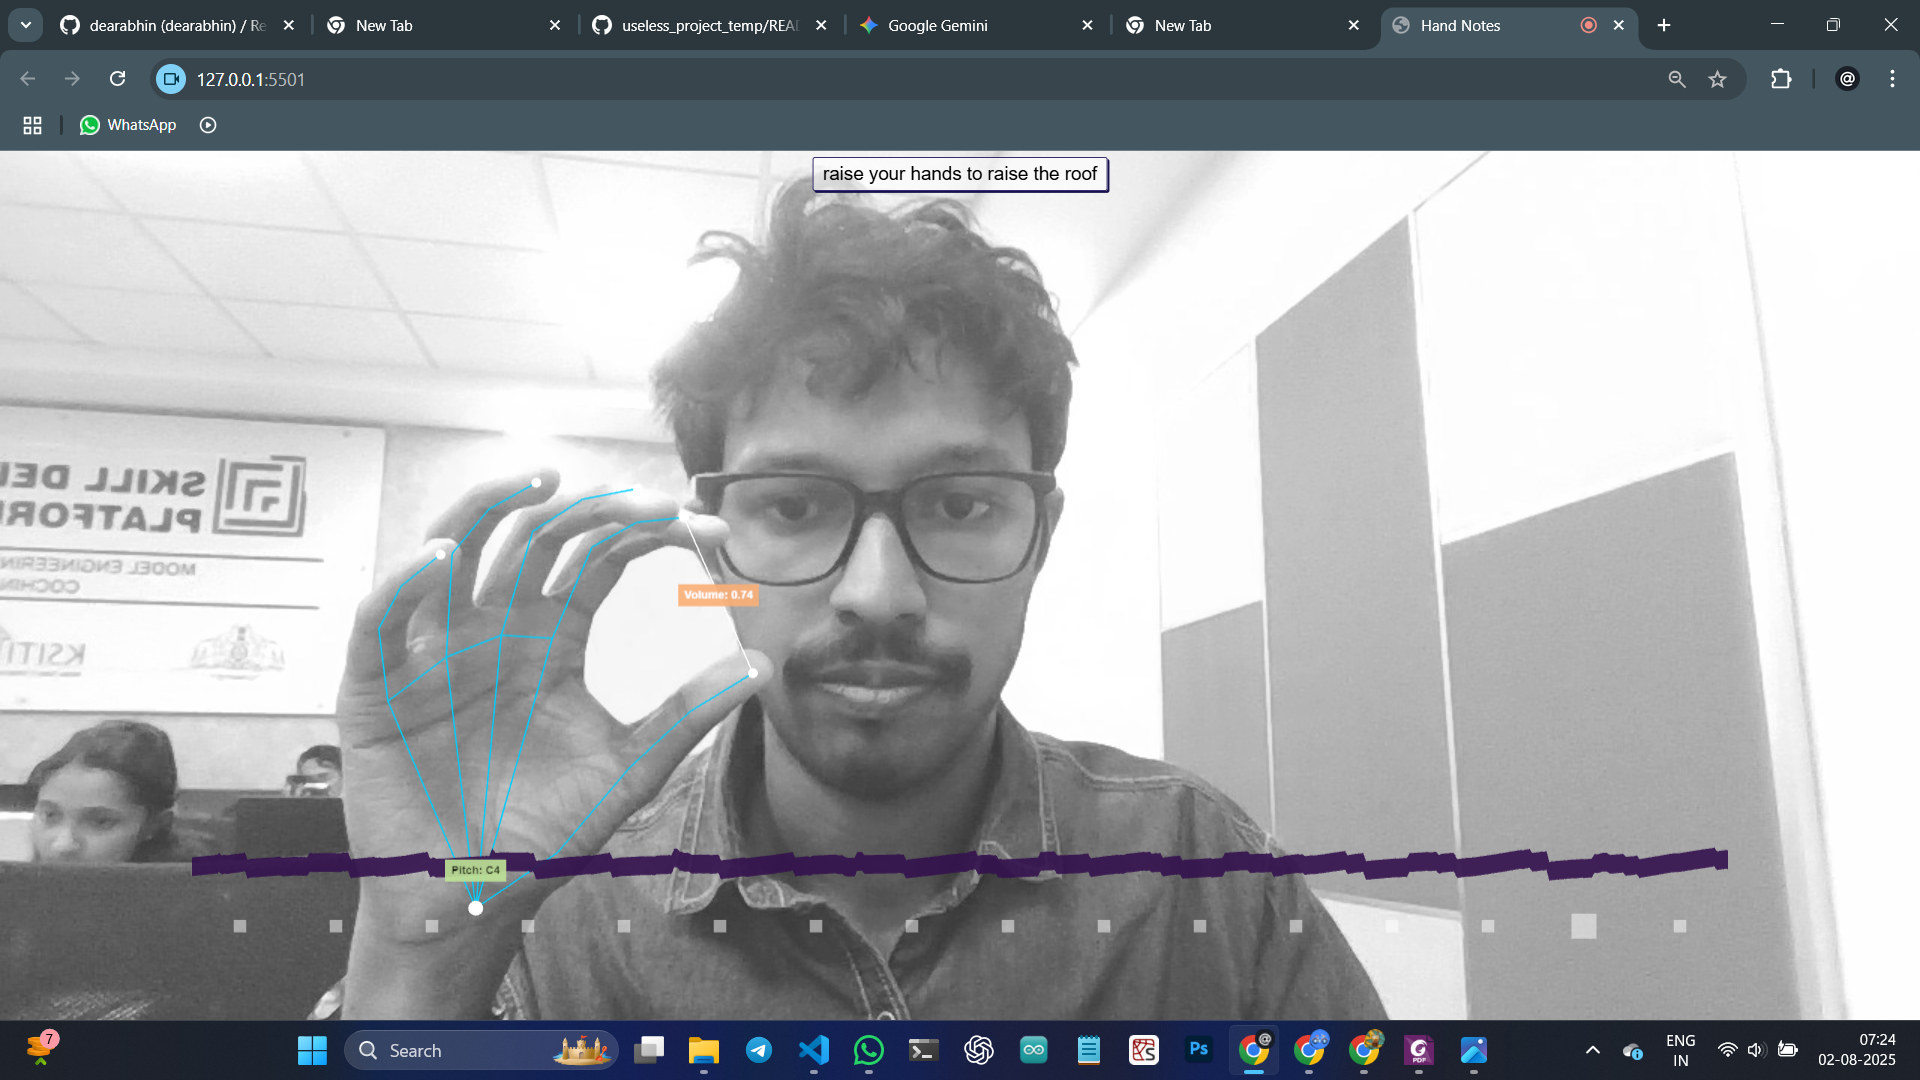 dearabhin (dearabhin) / Re
New Tab
useless_project_temp/REA
Google Gemini
New Tab
Hand Notes
127.0.0.1:5501
@
WhatsApp
raise your hands to raise the roof
SKILL DE
PLATFOR
MODEL ENGINEERIN
COCHIN
KSITI
Volume: 0.74
Pitch: C4
7
Search
Ps
@
PDF
ENG
IN
07:24
02-08-2025